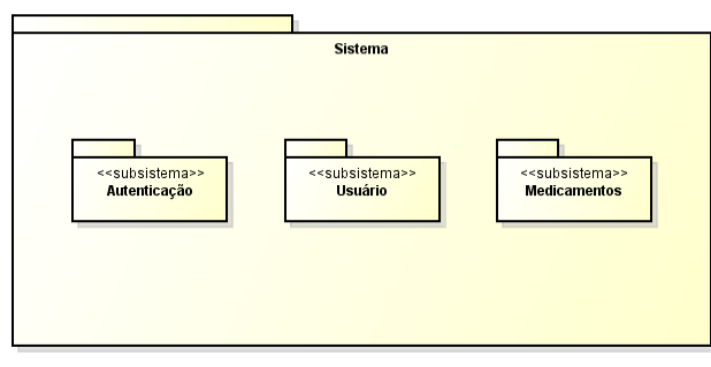 Sistema
<<subsistema>>
Autenticação
<<subsistema>>
Usuário
<<subsistema>>
Medicamentos